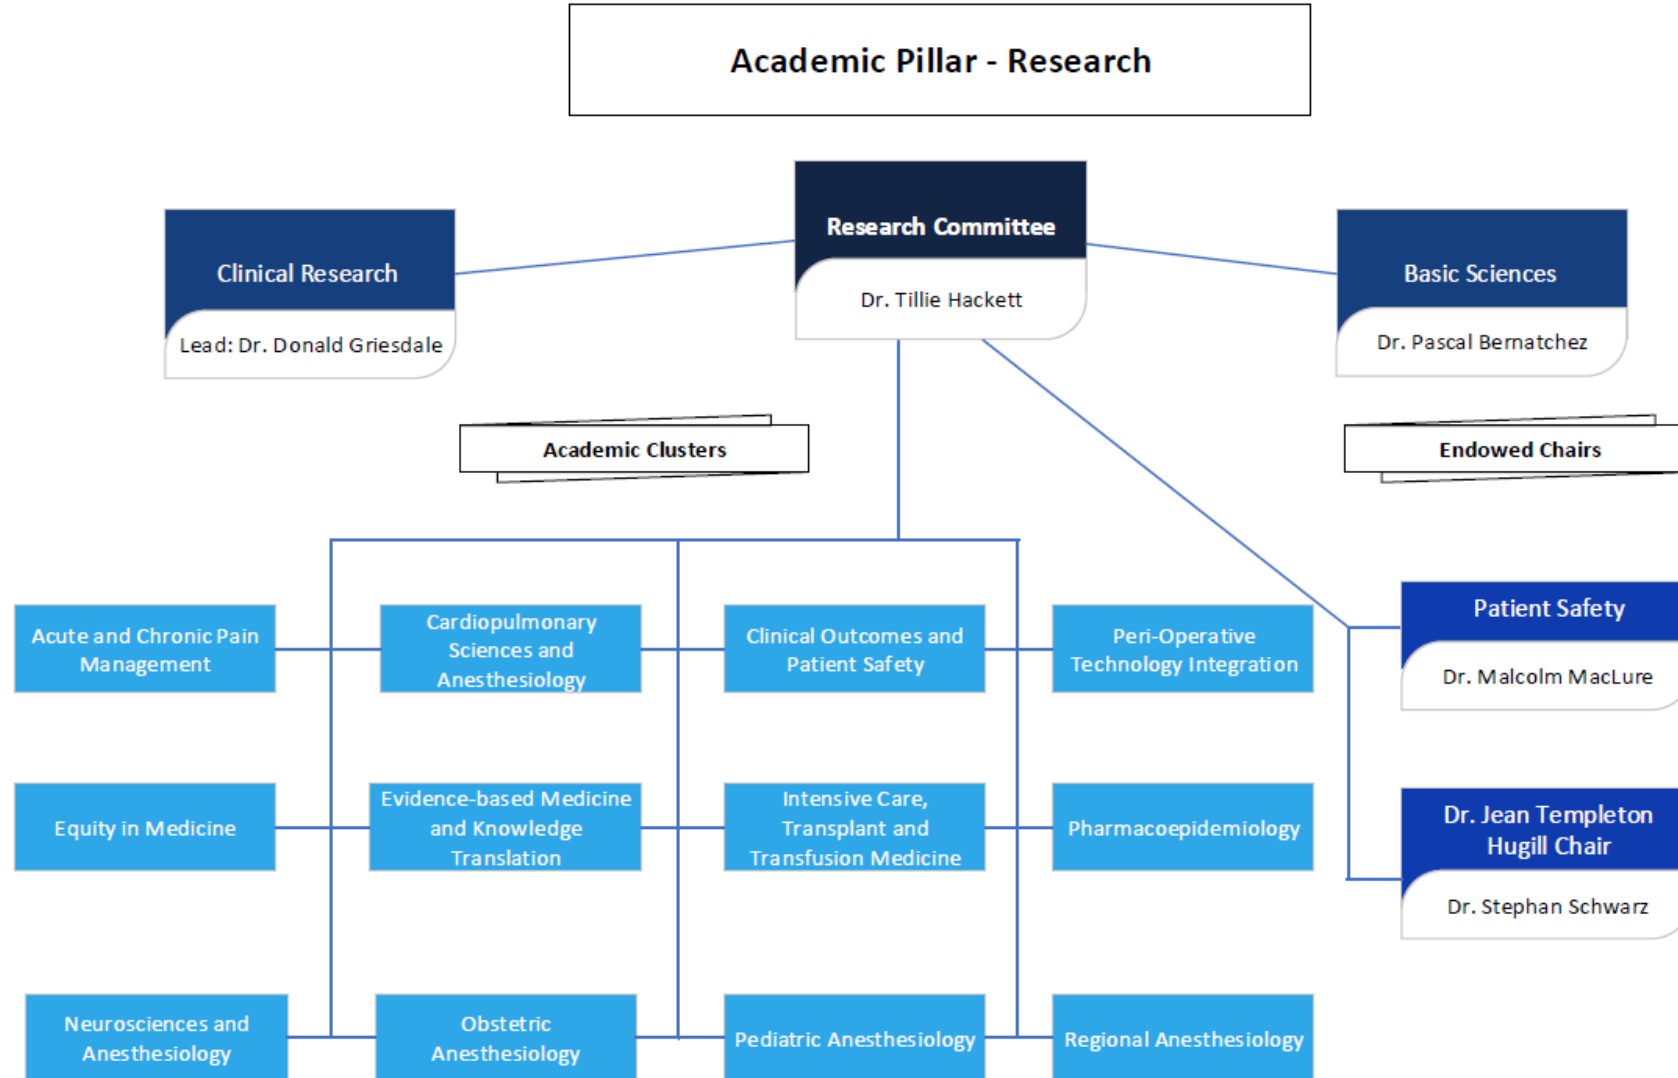 Academic Pillar - Research
Research Committee
Dr. Tillie Hackett
Clinical Research
Lead: Dr. Donald Griesdale
Basic Sciences
Dr. Pascal Bernatchez
Academic Clusters
Endowed Chairs
Acute and Chronic Pain
Management
Cardiopulmonary
Sciences and
Anesthesiology
Clinical Outcomes and
Patient Safety
Peri-Operative
Technology Integration
Patient Safety
Dr. Malcolm MacLure
Equity in Medicine
Evidence-based Medicine
and Knowledge
Translation
Intensive Care,
Transplant and
Transfusion Medicine
Pharmacoepidemiology
Dr. Jean Templeton
Hugill Chair
Dr. Stephan Schwarz
Neurosciences and
Anesthesiology
Obstetric
Anesthesiology
Pediatric Anesthesiology
Regional Anesthesiology